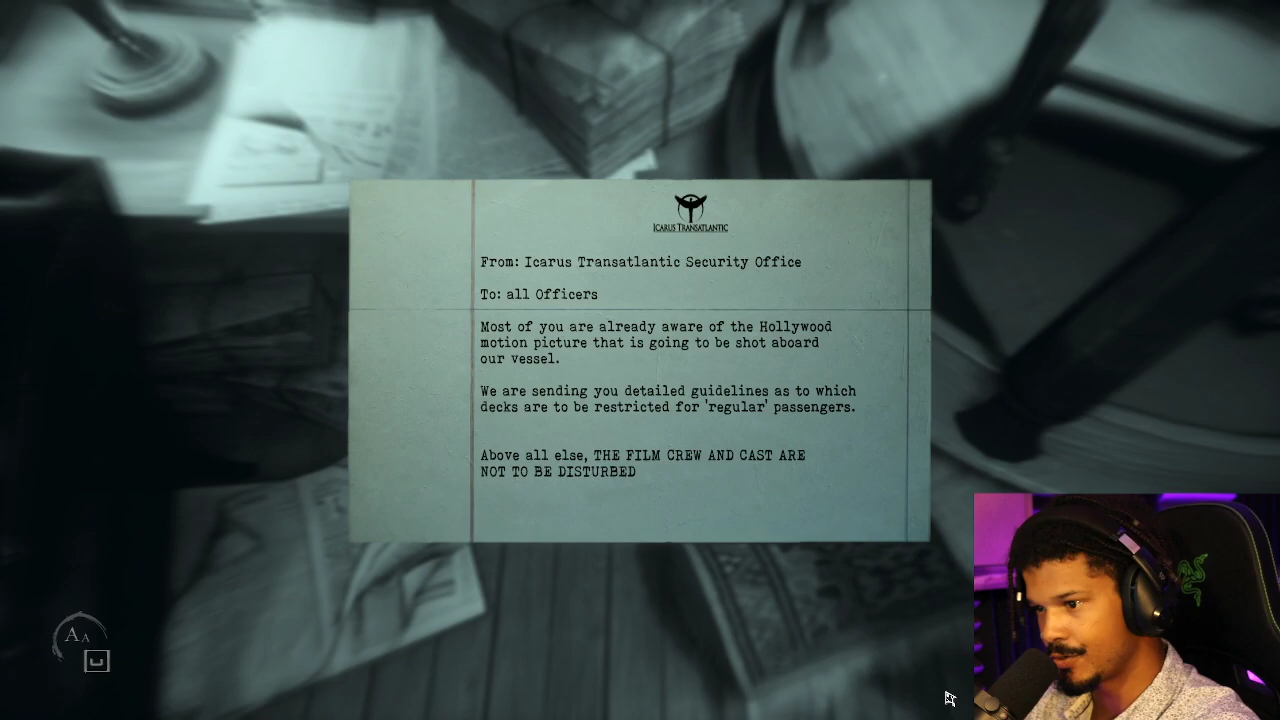 ICARUS TRANSATLANTIC
From: Icarus Transatlantic Security Office
To: all Officers
Most of you are already aware of the Hollywood
motion picture that is going to be shot aboard
our vessel.
We are sending you detailed guidelines as to which
decks are to be restricted for 'regular' passengers.
Above all else, THE FILM CREW AND CAST ARE
NOT TO BE DISTURBED
AA